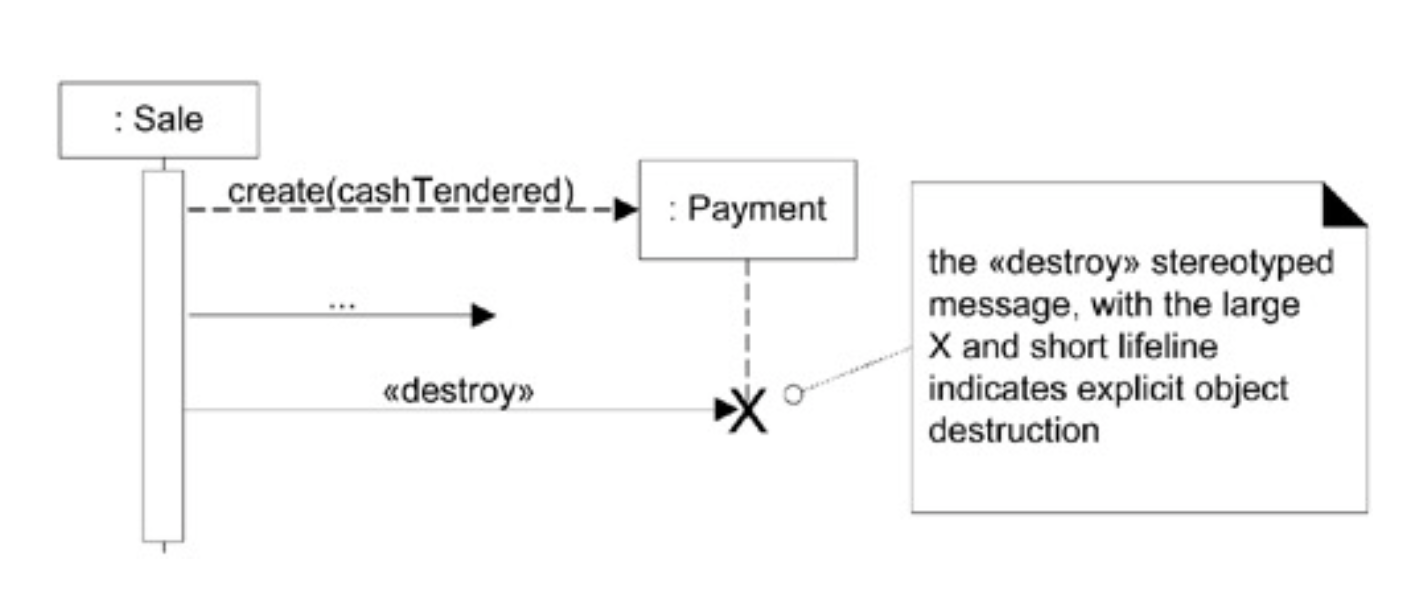 : Sale
create(cashTendered)
: Payment
...
«destroy»
X
the «destroy» stereotyped
message, with the large
X and short lifeline
indicates explicit object
destruction